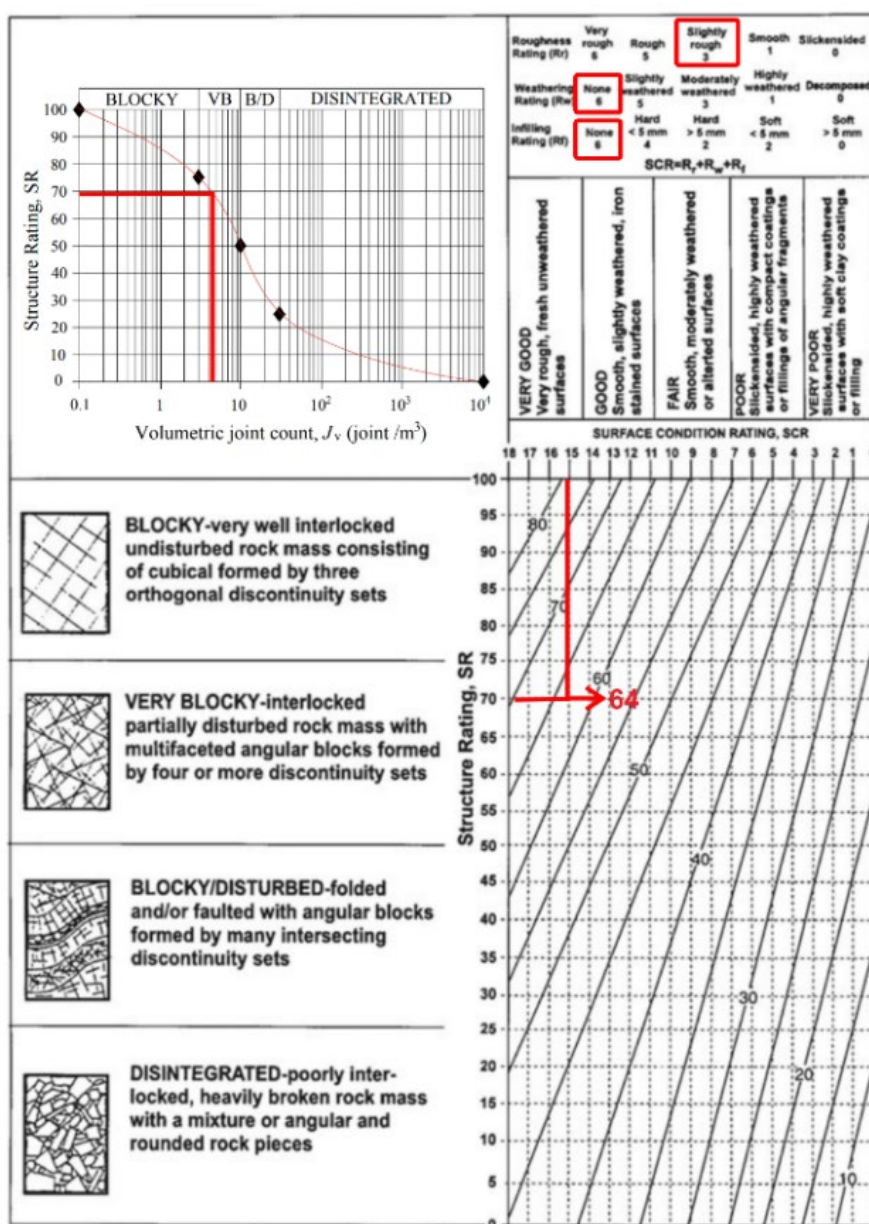 BLOCKY VB B/D DISINTEGRATED
100
90
80
70
60
50
40
30
20
10
0
Structure Rating, SR
0.1 1 10 10² 10³ 10⁴
Volumetric joint count, Jv (joint /m³)
Roughness Rating (Rr) Very rough 6 Rough 5 Slightly rough 3 Smooth 1 Slickensided 0
Weathering Rating (Rw None 6 Slightly weathered 5 Moderately weathered 3 Highly weathered 1 Decomposed 0
Infilling Rating (Rf) None 6 Hard < 5 mm 4 Hard > 5 mm 2 Soft < 5 mm 2 Soft > 5 mm 0
SCR=Rr+Rw+Rf
VERY GOOD
Very rough, fresh unweathered
surfaces
GOOD
Smooth, slightly weathered, iron
stained surfaces
FAIR
Smooth, moderately weathered
or alterted surfaces
POOR
Slickensided, highly weathered
surfaces with compact coatings
or fillings of angular fragments
VERY POOR
Slickensided, highly weathered
surfaces with soft clay coatings
or filling
SURFACE CONDITION RATING, SCR
18 17 16 15 14 13 12 11 10 9 8 7 6 5 4 3 2 1
BLOCKY-very well interlocked
undisturbed rock mass consisting
of cubical formed by three
orthogonal discontinuity sets
VERY BLOCKY-interlocked
partially disturbed rock mass with
multifaceted angular blocks formed
by four or more discontinuity sets
BLOCKY/DISTURBED-folded
and/or faulted with angular blocks
formed by many intersecting
discontinuity sets
DISINTEGRATED-poorly inter-
locked, heavily broken rock mass
with a mixture or angular and
rounded rock pieces
Structure Rating, SR
100
95
90
85
80
75
70
65
60
55
50
45
40
35
30
25
20
15
10
5
0
80
70
60
64
50
40
30
20
10